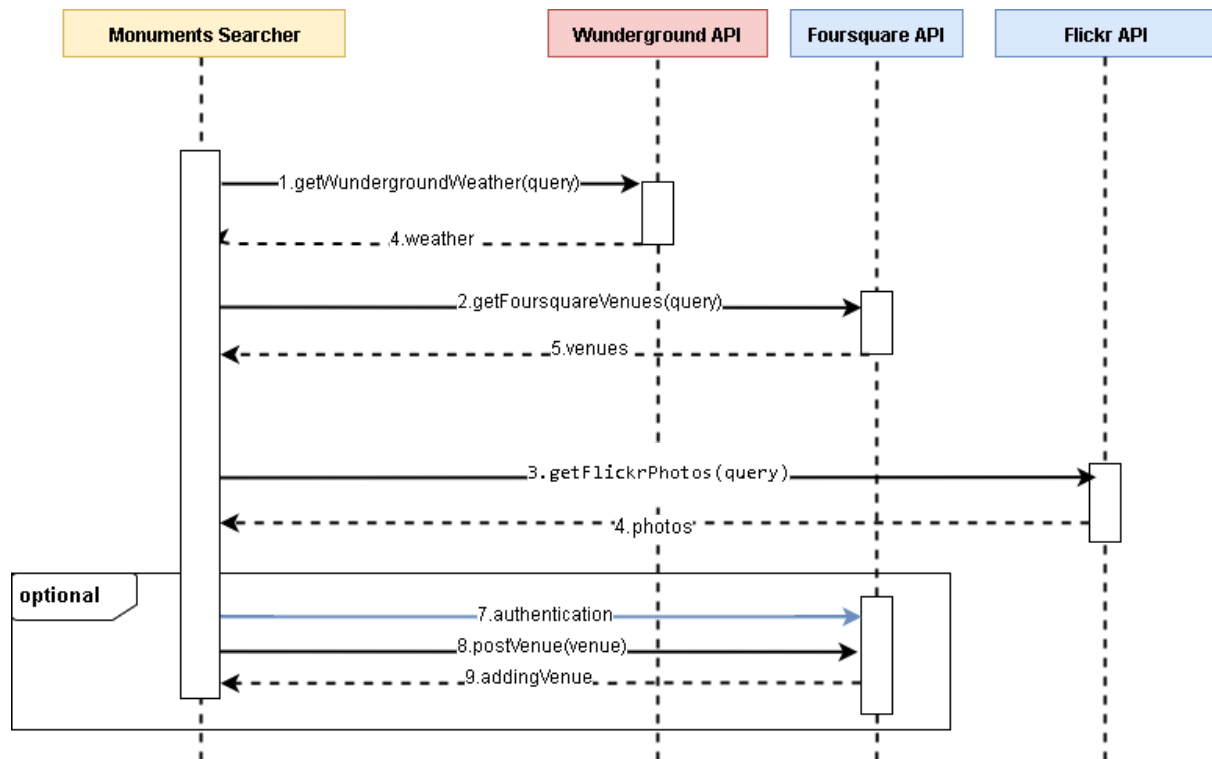 Monuments Searcher
Wunderground API
Foursquare API
Flickr API
1.getWundergroundWeather(query)
4.weather
2.getFoursquareVenues(query)
5.venues
3.getFlickrPhotos(query)
4.photos
optional
7.authentication
8.postVenue(venue)
9.addingVenue